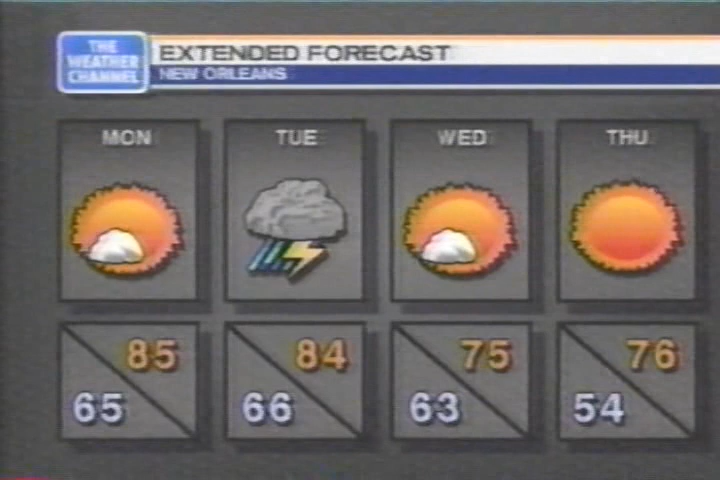 THE
WEATHER
CHANNEL
EXTENDED FORECAST
NEW ORLEANS
MON TUE WED THU
85 84 75 76
65 66 63 54